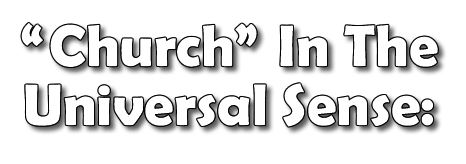 “Church” In The
Universal Sense: